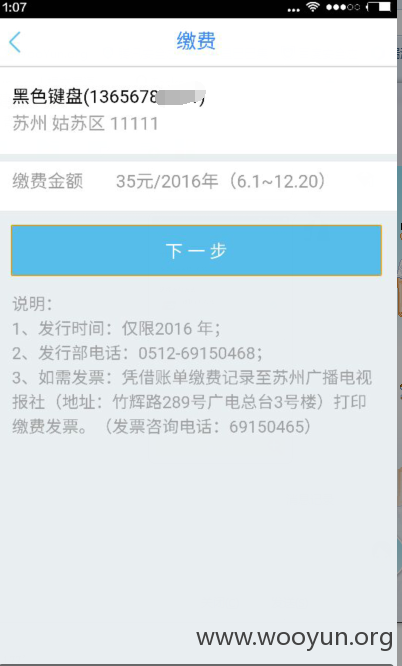 1:07
缴费
黑色键盘(1365678
苏州 姑苏区 11111
缴费金额 35元/2016年（6.1~12.20）
下一步
说明：
1、发行时间：仅限2016 年；
2、发行部电话：0512-69150468；
3、如需发票：凭借账单缴费记录至苏州广播电视
报社（地址：竹辉路289号广电总台3号楼）打印
缴费发票。（发票咨询电话：69150465）
www.wooyun.org